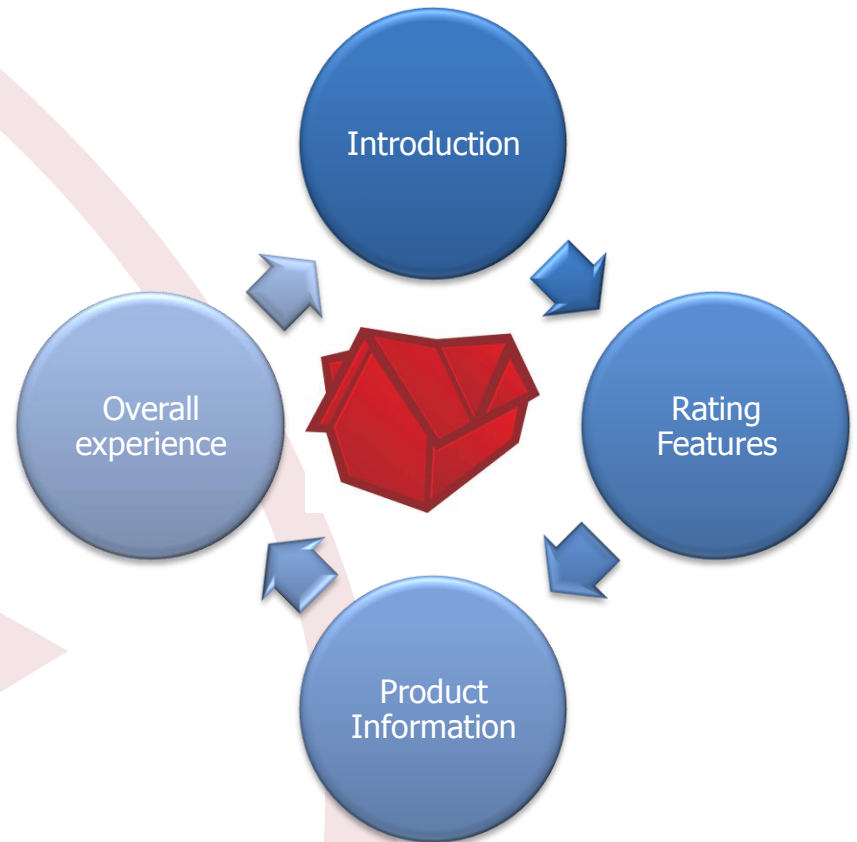 Introduction
Rating
Features
Product
Information
Overall
experience